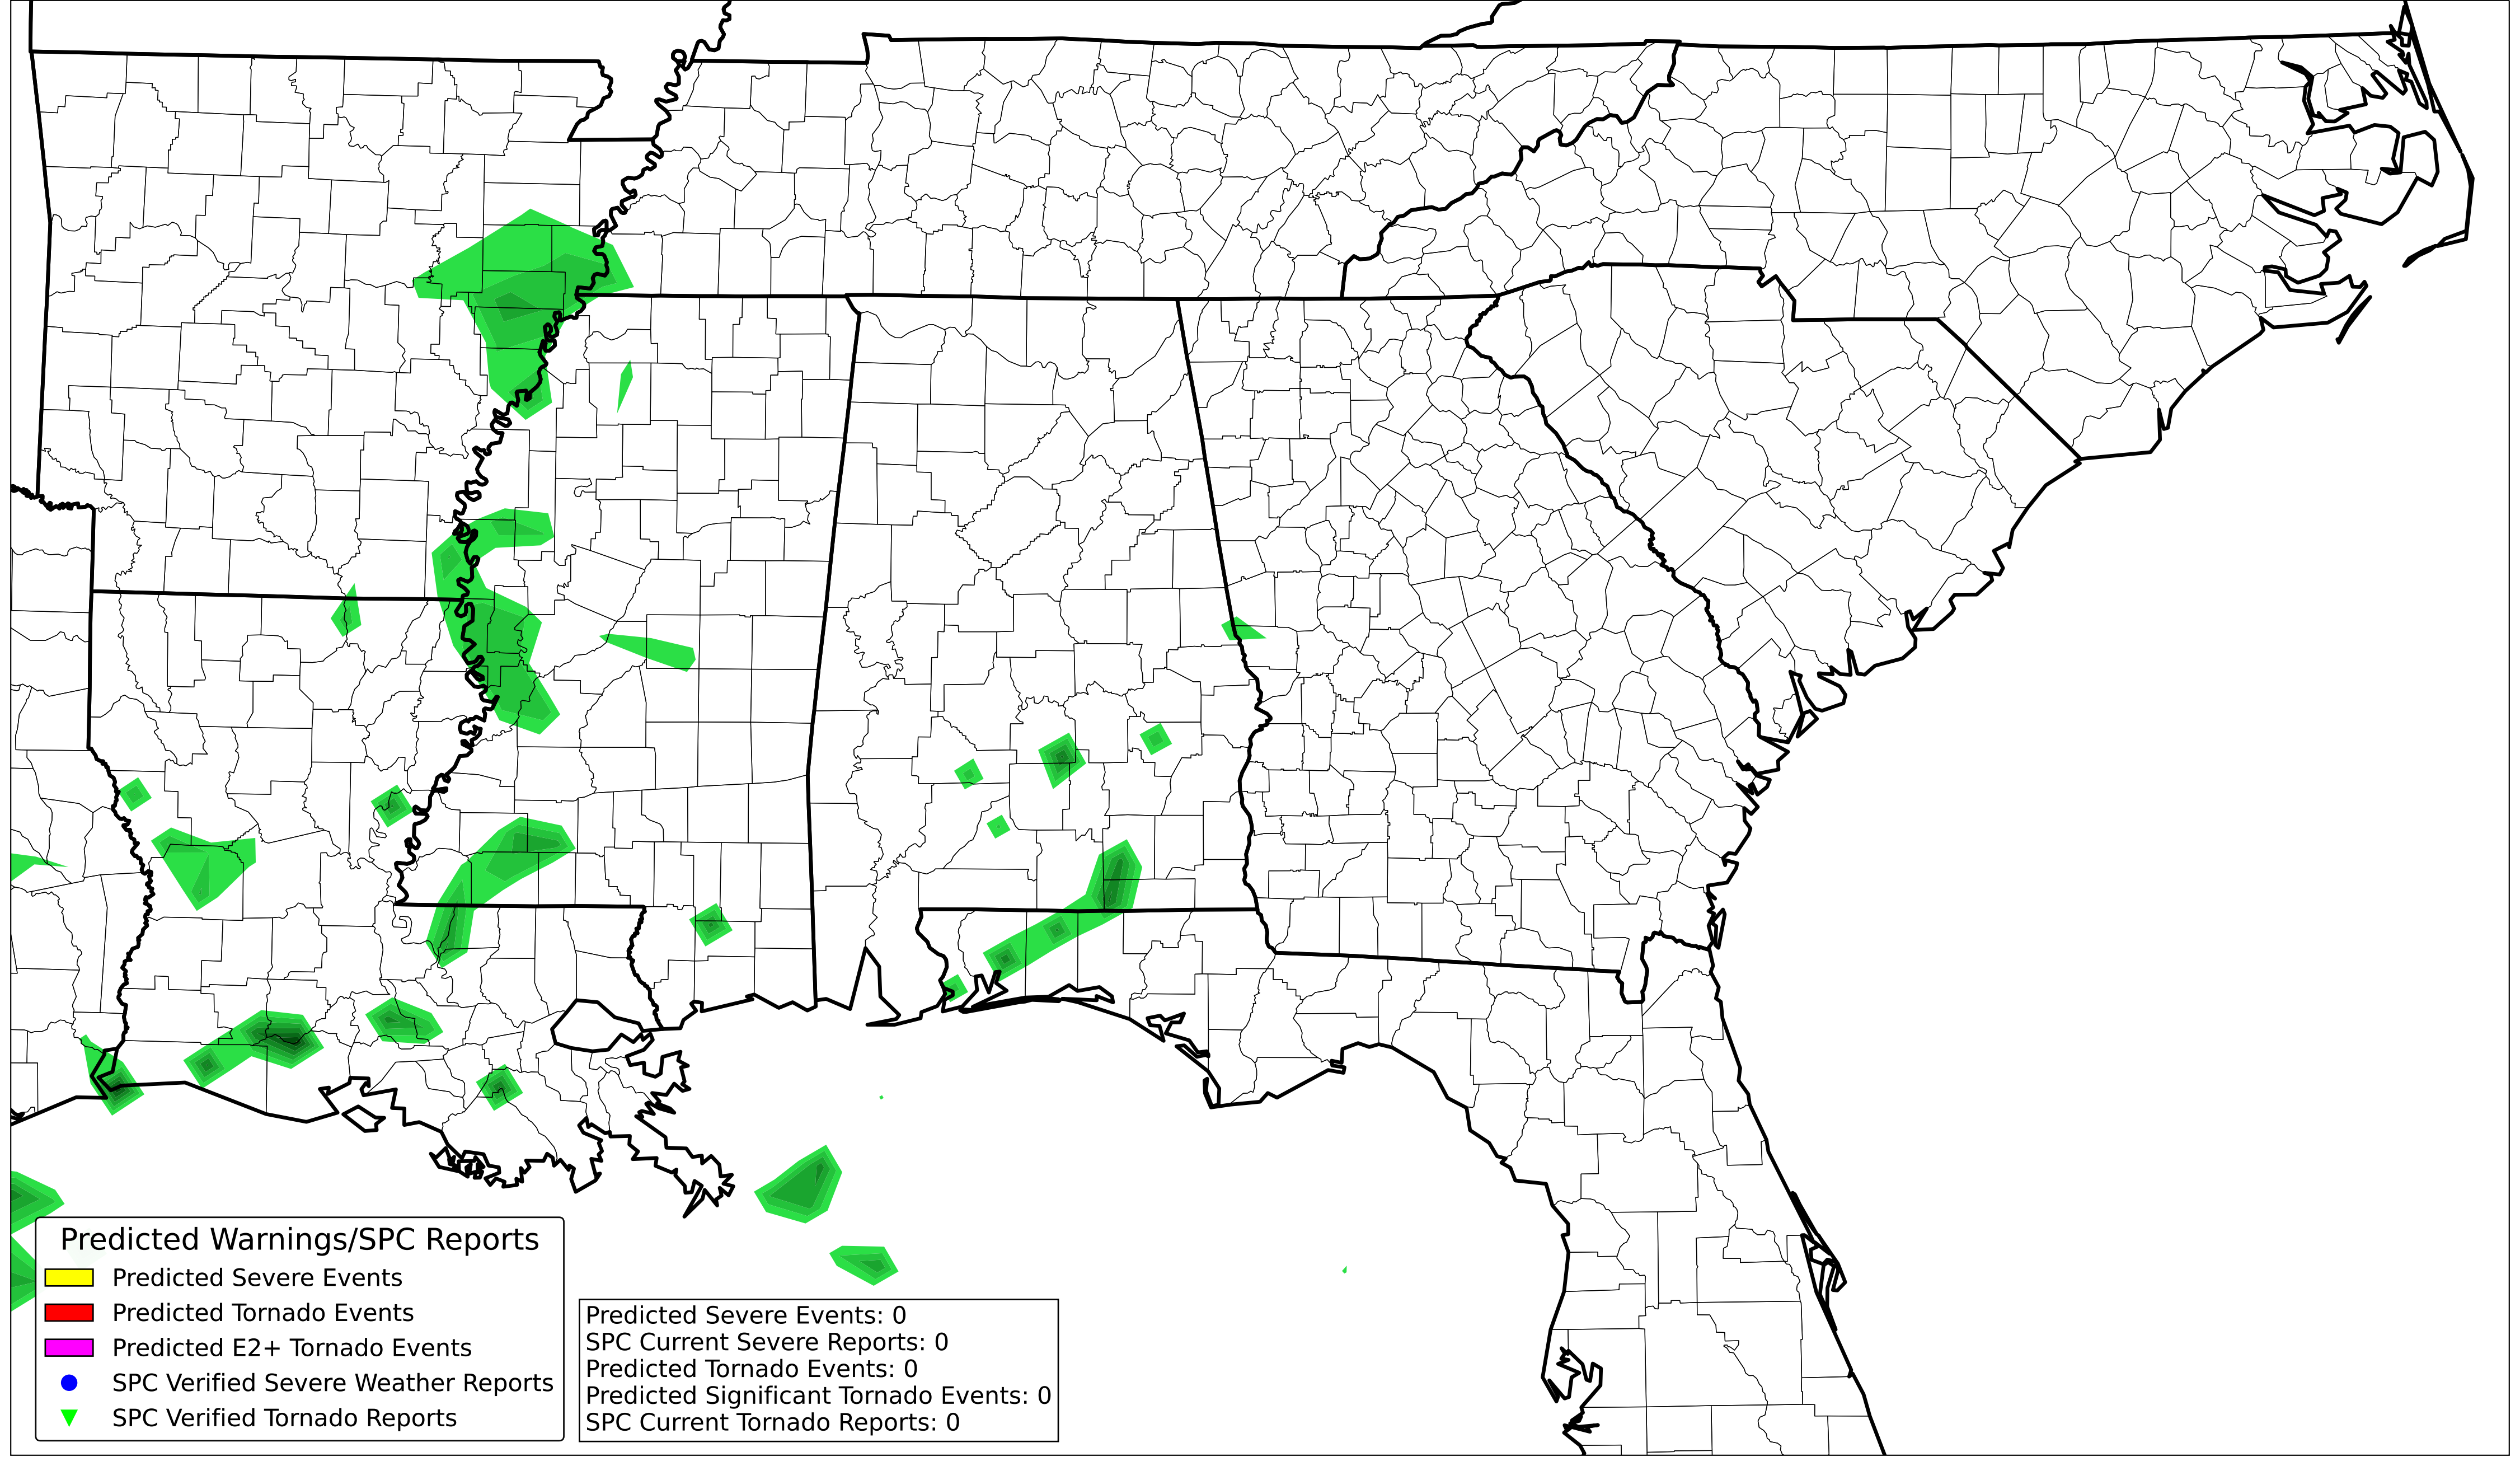 Predicted Warnings/SPC Reports
Predicted Severe Events
Predicted Tornado Events
Predicted E2+ Tornado Events
SPC Verified Severe Weather Reports
SPC Verified Tornado Reports
Predicted Severe Events: 0
SPC Current Severe Reports: 0
Predicted Tornado Events: 0
Predicted Significant Tornado Events: 0
SPC Current Tornado Reports: 0